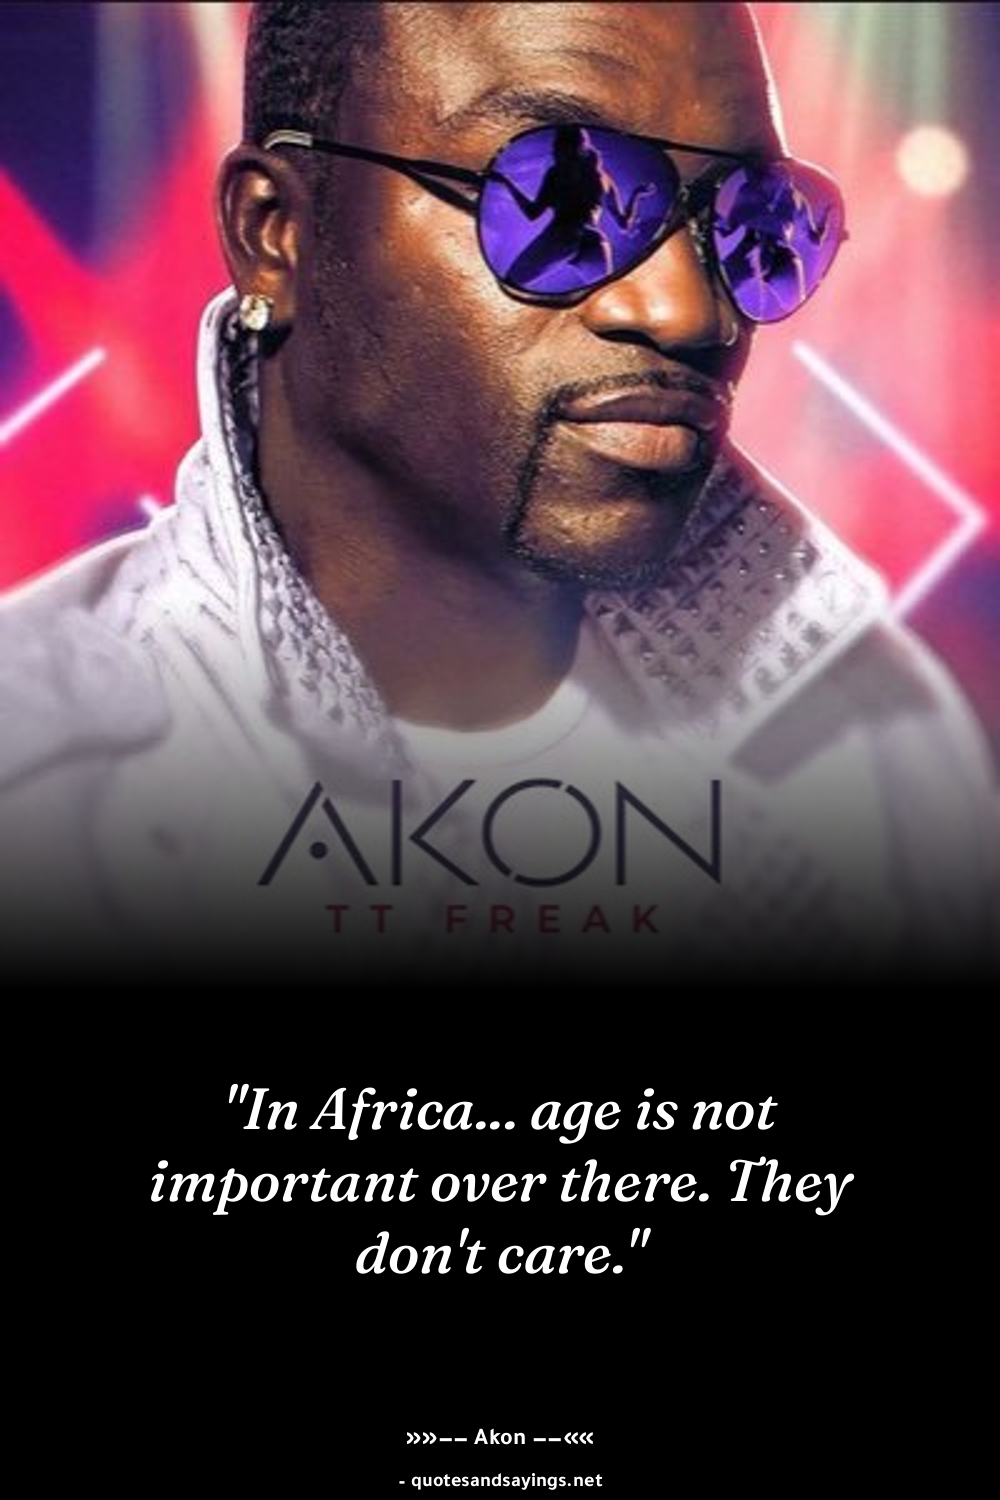 AKON
TT FREAK
"In Africa... age is not
important over there. They
don't care."
»»−− Akon −−««
- quotesandsayings.net